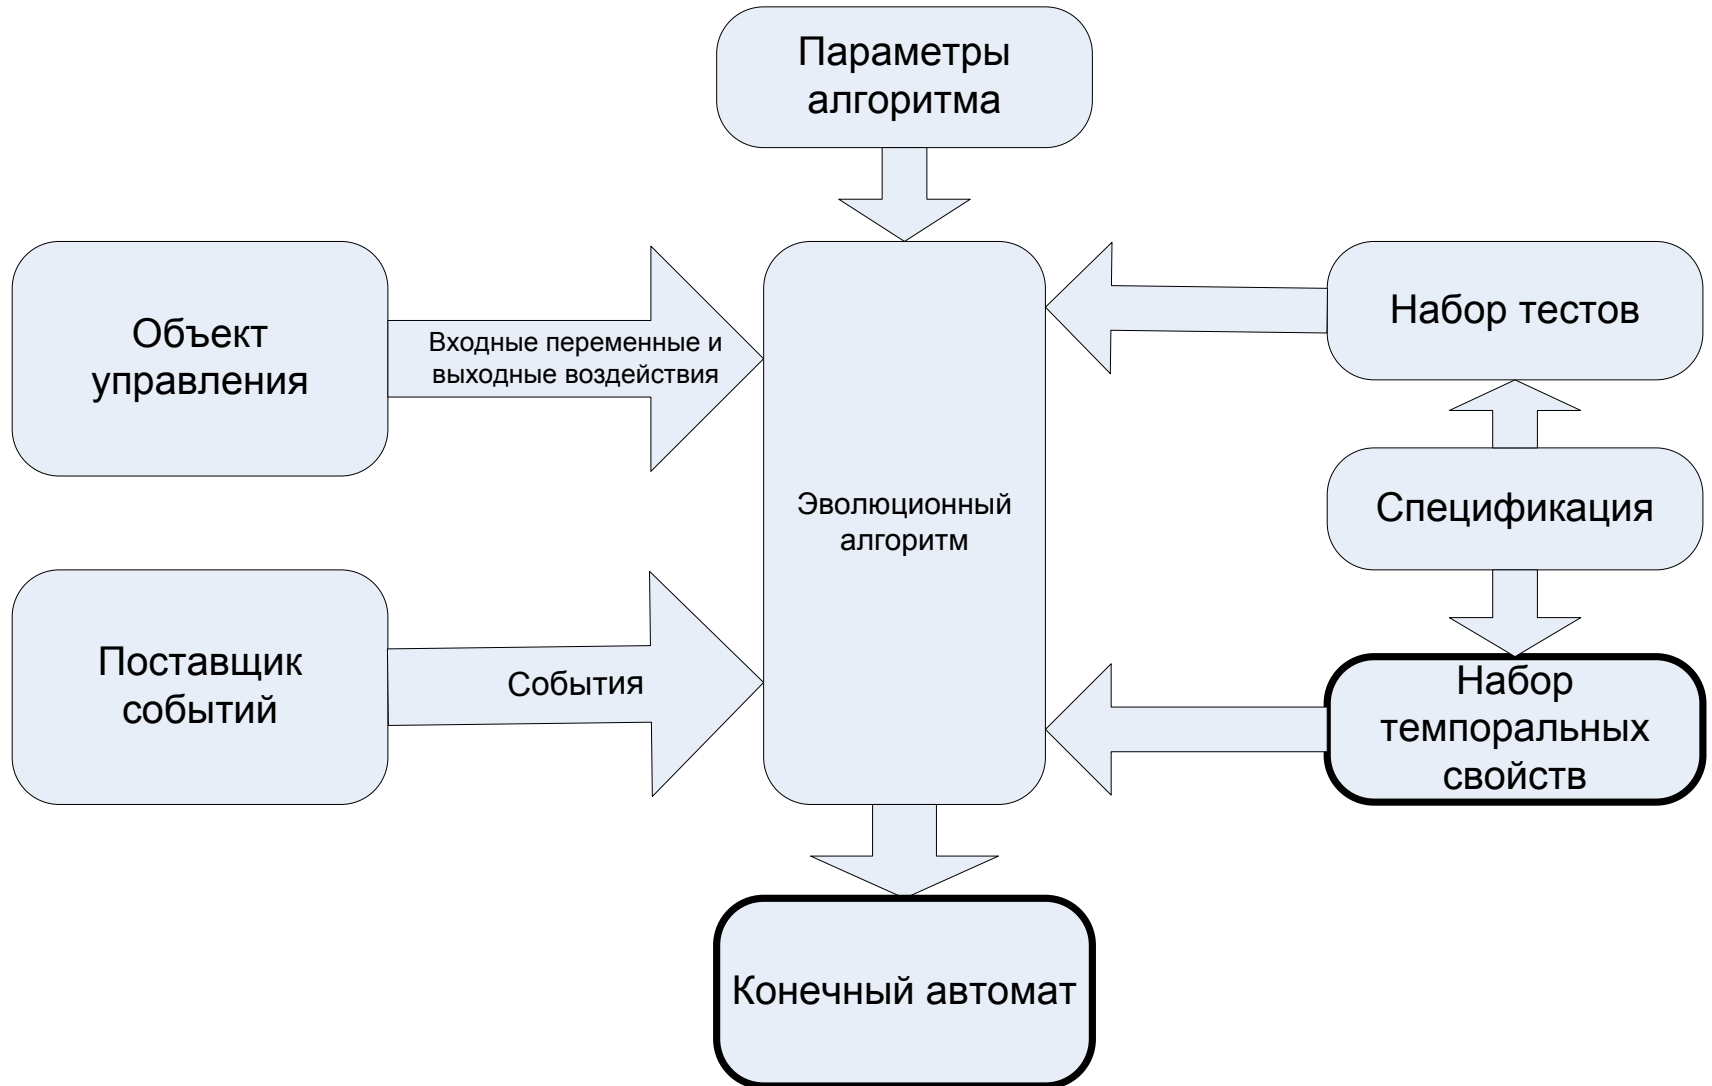 Параметры
алгоритма
Объект
управления
Входные переменные и
выходные воздействия
Набор тестов
Эволюционный
алгоритм
Спецификация
Поставщик
событий
События
Набор
темпоральных
свойств
Конечный автомат